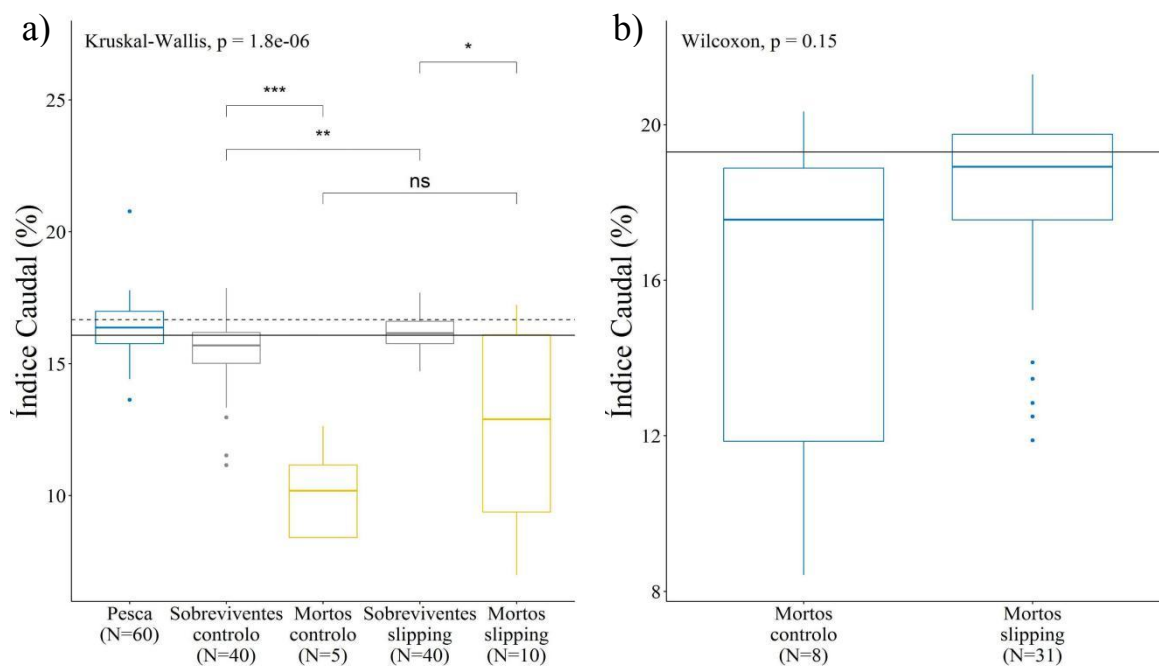 a)
Kruskal-Wallis, p = 1.8e-06
*
***
**
ns
Índice Caudal (%)
25
20
15
10
Pesca
(N=60)
Sobreviventes
controlo
(N=40)
Mortos
controlo
(N=5)
Sobreviventes
slipping
(N=40)
Mortos
slipping
(N=10)
b)
Wilcoxon, p = 0.15
Índice Caudal (%)
20
16
12
8
Mortos
controlo
(N=8)
Mortos
slipping
(N=31)